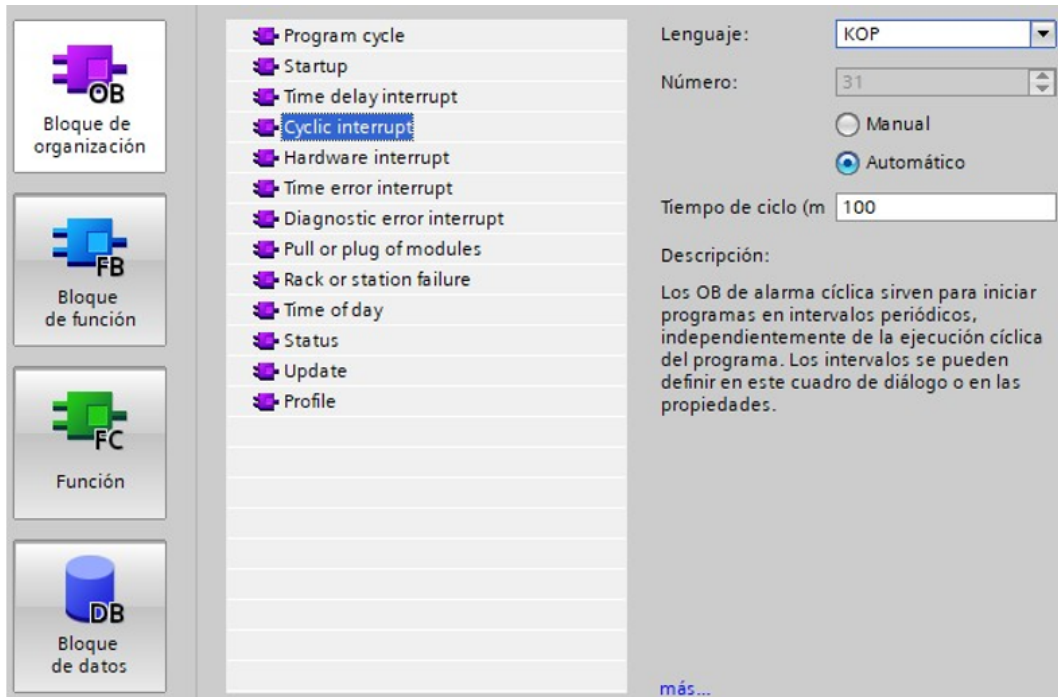 OB
Bloque de
organización
FB
Bloque
de función
FC
Función
DB
Bloque
de datos
Program cycle
Startup
Time delay interrupt
Cyclic interrupt
Hardware interrupt
Time error interrupt
Diagnostic error interrupt
Pull or plug of modules
Rack or station failure
Time of day
Status
Update
Profile
Lenguaje: KOP
Número: 31
Manual
Automático
Tiempo de ciclo (m 100
Descripción:
Los OB de alarma cíclica sirven para iniciar
programas en intervalos periódicos,
independientemente de la ejecución cíclica
del programa. Los intervalos se pueden
definir en este cuadro de diálogo o en las
propiedades.
más...